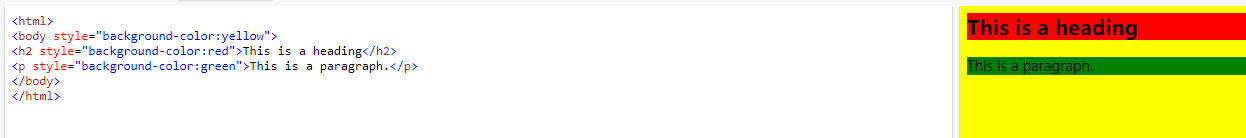 <html>
<body style="background-color:yellow">
<h2 style="background-color:red">This is a heading</h2>
<p style="background-color:green">This is a paragraph.</p>
</body>
</html>
This is a heading
This is a paragraph.